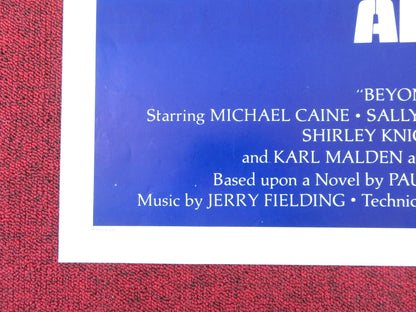 "BEYON
Starring MICHAEL CAINE • SALLY
SHIRLEY KNIG
and KARL MALDEN a
Based upon a Novel by PAU
Music by JERRY FIELDING • Technic